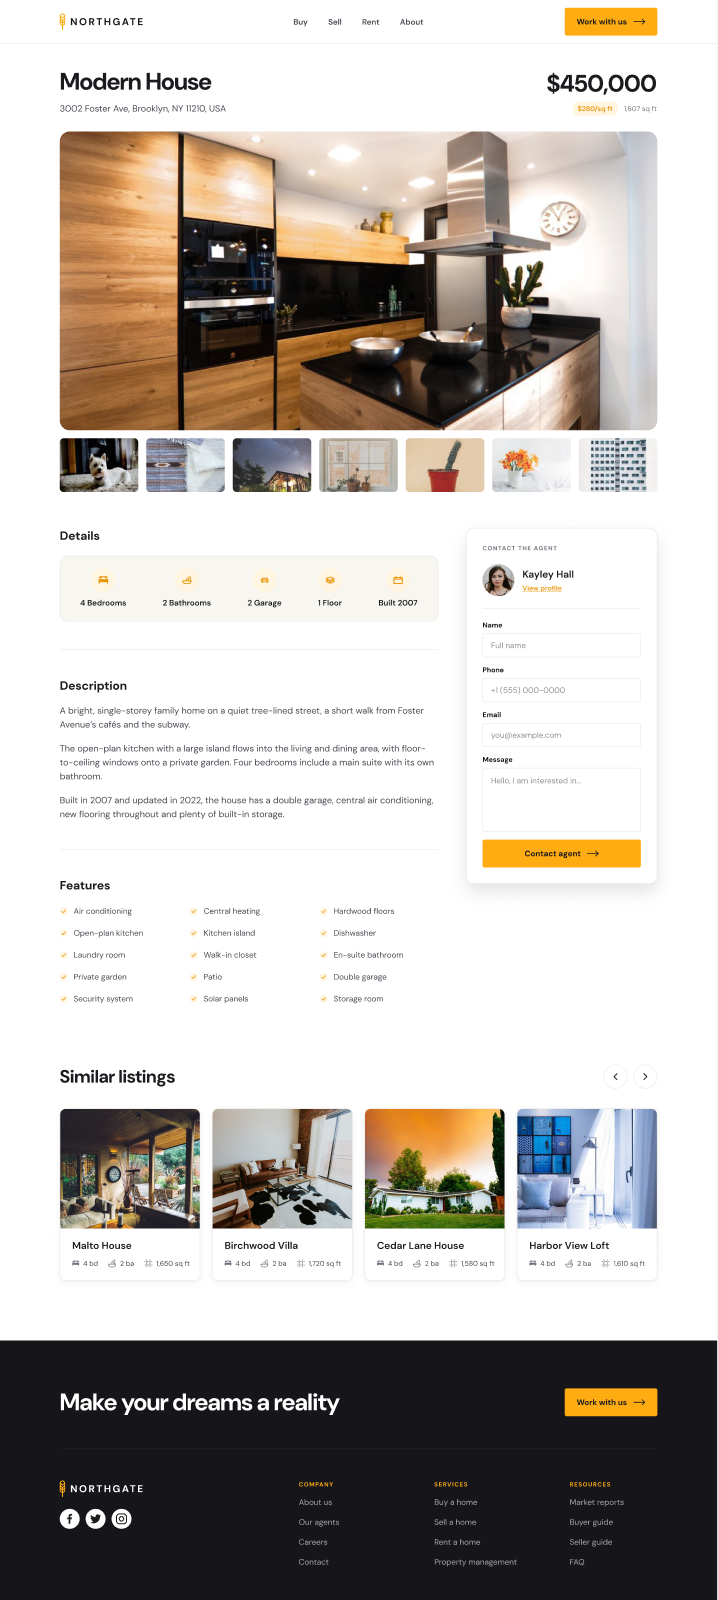 NORTHGATE
Buy
Sell
Rent
About
Work with us
Modern House
$450,000
3002 Foster Ave, Brooklyn, NY 11210, USA
$280/sq ft
1,607 sq ft
Details
4 Bedrooms
2 Bathrooms
2 Garage
1 Floor
Built 2007
Description
A bright, single-storey family home on a quiet tree-lined street, a short walk from Foster
Avenue's cafés and the subway.
The open-plan kitchen with a large island flows into the living and dining area, with floor-
to-ceiling windows onto a private garden. Four bedrooms include a main suite with its own
bathroom.
Built in 2007 and updated in 2022, the house has a double garage, central air conditioning,
new flooring throughout and plenty of built-in storage.
Features
Air conditioning
Central heating
Hardwood floors
Open-plan kitchen
Kitchen island
Dishwasher
Laundry room
Walk-in closet
En-suite bathroom
Private garden
Patio
Double garage
Security system
Solar panels
Storage room
CONTACT THE AGENT
Kayley Hall
View profile
Name
Full name
Phone
+1 (555) 000-0000
Email
you@example.com
Message
Hello, I am interested in...
Contact agent
Similar listings
Malto House
4 bd
2 ba
1,650 sq ft
Birchwood Villa
4 bd
2 ba
1,720 sq ft
Cedar Lane House
4 bd
2 ba
1,580 sq ft
Harbor View Loft
4 bd
2 ba
1,610 sq ft
Make your dreams a reality
Work with us
NORTHGATE
COMPANY
About us
Our agents
Careers
Contact
SERVICES
Buy a home
Sell a home
Rent a home
Property management
RESOURCES
Market reports
Buyer guide
Seller guide
FAQ